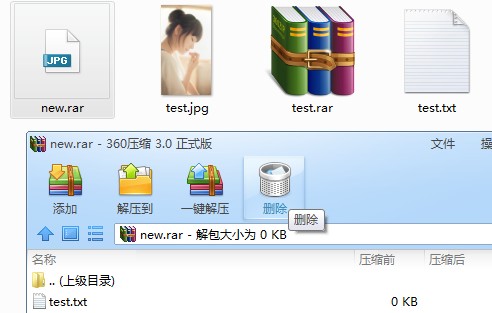 JPG
new.rar
test.jpg
test.rar
test.txt
new.rar - 360压缩 3.0 正式版
文件
添加
解压到
一键解压
删除
删除
new.rar - 解包大小为 0 KB
名称
压缩前
压缩后
.. (上级目录)
test.txt
0 KB